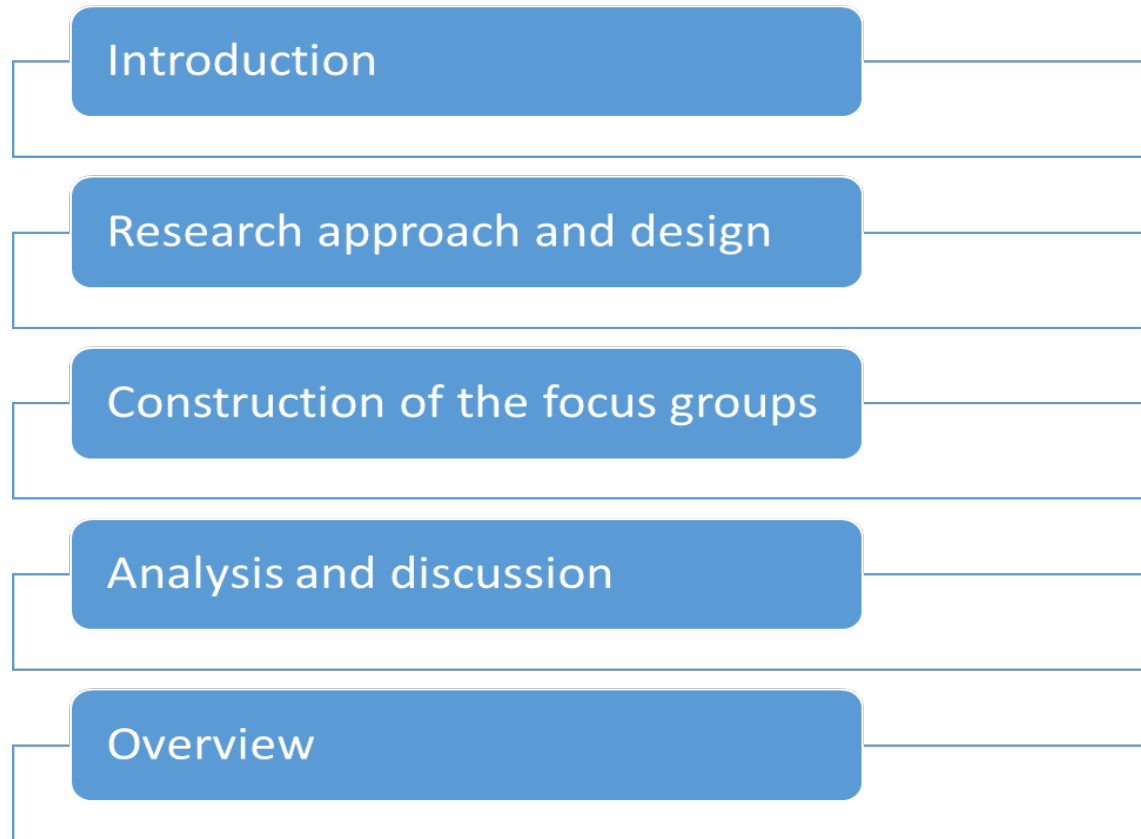 Introduction
Research approach and design
Construction of the focus groups
Analysis and discussion
Overview